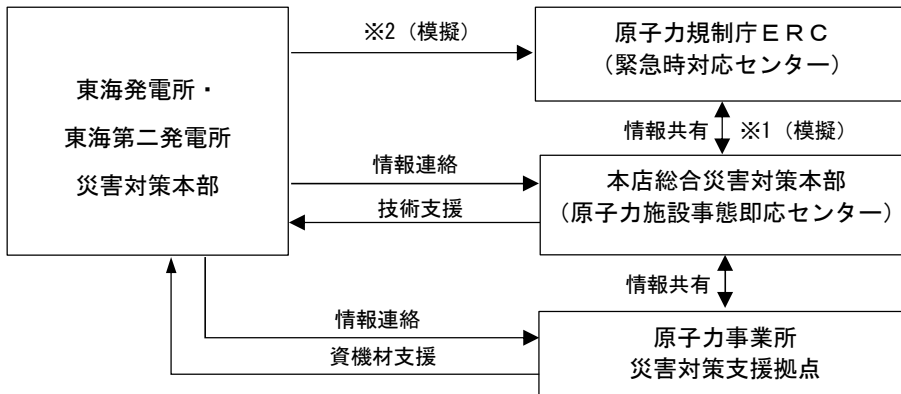 東海発電所・
東海第二発電所
災害対策本部
※2（模擬）
原子力規制庁ＥＲＣ
（緊急時対応センター）
情報共有 ※1（模擬）
情報連絡
技術支援
本店総合災害対策本部
（原子力施設事態即応センター）
情報共有
情報連絡
資機材支援
原子力事業所
災害対策支援拠点